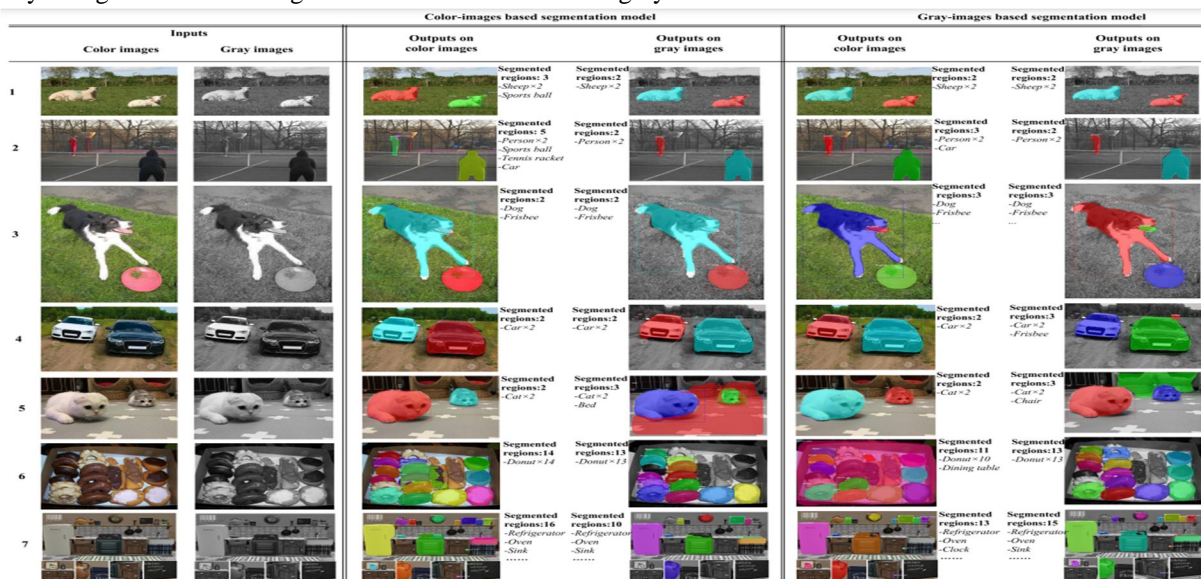 Color-images based segmentation model
Gray-images based segmentation model
Inputs
Color images
Gray images
Outputs on
color images
Outputs on
gray images
Outputs on
color images
Outputs on
gray images
1
Segmented
regions: 3
-Sheep×2
-Sports ball
Segmented
regions:2
-Sheep×2
Segmented
regions:2
-Sheep×2
Segmented
regions:2
-Sheep×2
2
Segmented
regions: 5
-Person×2
-Sports ball
-Tennis racket
-Car
Segmented
regions:2
-Person×2
Segmented
regions:3
-Person×2
-Car
Segmented
regions:2
-Person×2
3
Segmented
regions:2
-Dog
-Frisbee
Segmented
regions:2
-Dog
-Frisbee
Segmented
regions:3
-Dog
-Frisbee
...
Segmented
regions:3
-Dog
-Frisbee
...
4
Segmented
regions:2
-Car×2
Segmented
regions:2
-Car×2
Segmented
regions:2
-Car×2
Segmented
regions:3
-Car×2
-Frisbee
5
Segmented
regions:2
-Cat×2
Segmented
regions:3
-Cat×2
-Bed
Segmented
regions:2
-Cat×2
Segmented
regions:3
-Cat×2
-Chair
6
Segmented
regions:14
-Donut×14
Segmented
regions:13
-Donut×13
Segmented
regions:11
-Donut×10
-Dining table
Segmented
regions:13
-Donut×13
7
Segmented
regions:16
-Refrigerator
-Oven
-Sink
......
Segmented
regions:10
-Refrigerator
-Oven
-Sink
......
Segmented
regions:13
-Refrigerator
-Oven
-Clock
......
Segmented
regions:15
-Refrigerator
-Oven
-Sink
......